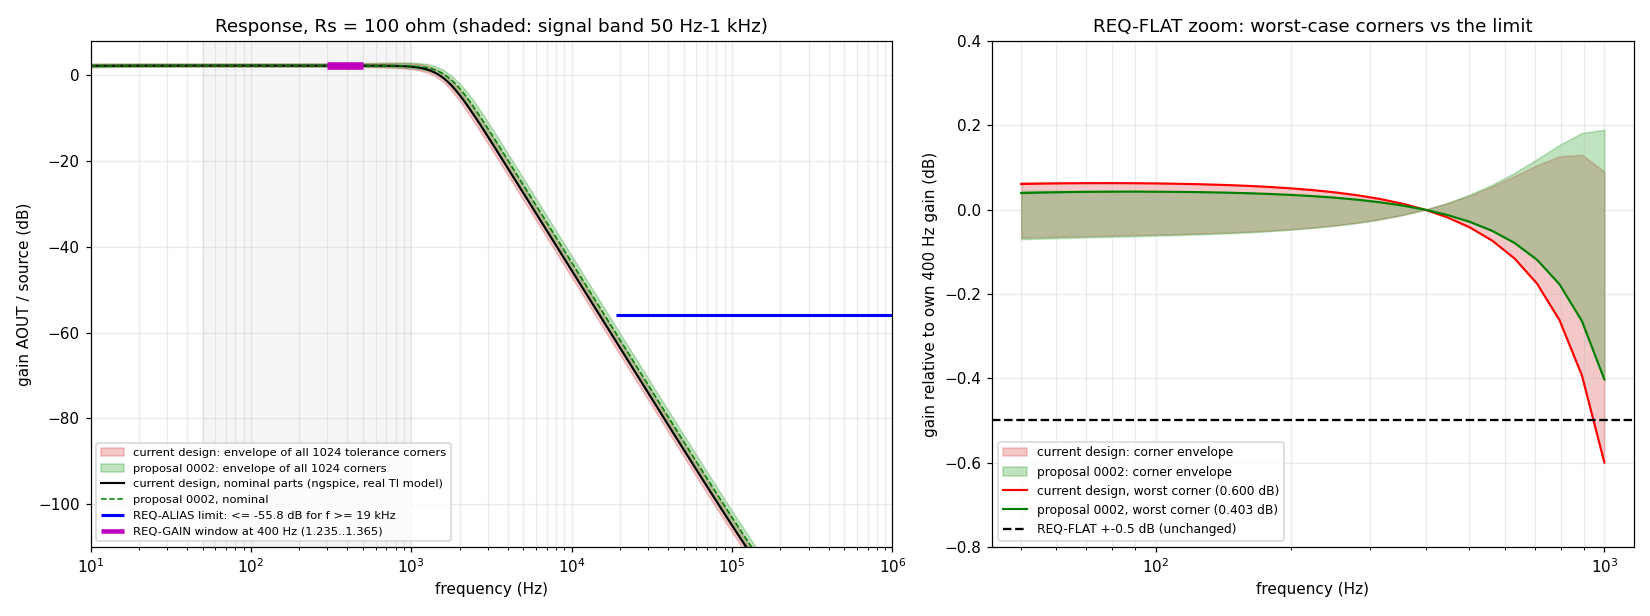 Response, Rs = 100 ohm (shaded: signal band 50 Hz-1 kHz)
gain AOUT / source (dB)
0
−20
−40
−60
−80
−100
current design: envelope of all 1024 tolerance corners
proposal 0002: envelope of all 1024 corners
current design, nominal parts (ngspice, real TI model)
proposal 0002, nominal
REQ-ALIAS limit: <= -55.8 dB for f >= 19 kHz
REQ-GAIN window at 400 Hz (1.235..1.365)
10^1 10^2 10^3 10^4 10^5 10^6
frequency (Hz)
REQ-FLAT zoom: worst-case corners vs the limit
gain relative to own 400 Hz gain (dB)
0.4
0.2
0.0
−0.2
−0.4
−0.6
−0.8
current design: corner envelope
proposal 0002: corner envelope
current design, worst corner (0.600 dB)
proposal 0002, worst corner (0.403 dB)
REQ-FLAT +-0.5 dB (unchanged)
10^2 10^3
frequency (Hz)